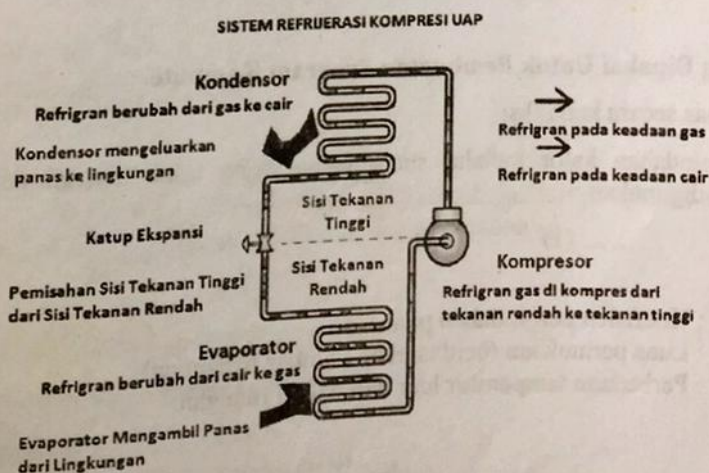 SISTEM REFRIJERASI KOMPRESI UAP
Kondensor
Refrigran berubah dari gas ke cair
Kondensor mengeluarkan
panas ke lingkungan
Refrigran pada keadaan gas
Refrigran pada keadaan cair
Sisi Tekanan
Tinggi
Katup Ekspansi
Sisi Tekanan
Rendah
Pemisahan Sisi Tekanan Tinggi
dari Sisi Tekanan Rendah
Kompresor
Refrigran gas di kompres dari
tekanan rendah ke tekanan tinggi
Evaporator
Refrigran berubah dari cair ke gas
Evaporator Mengambil Panas
dari Lingkungan